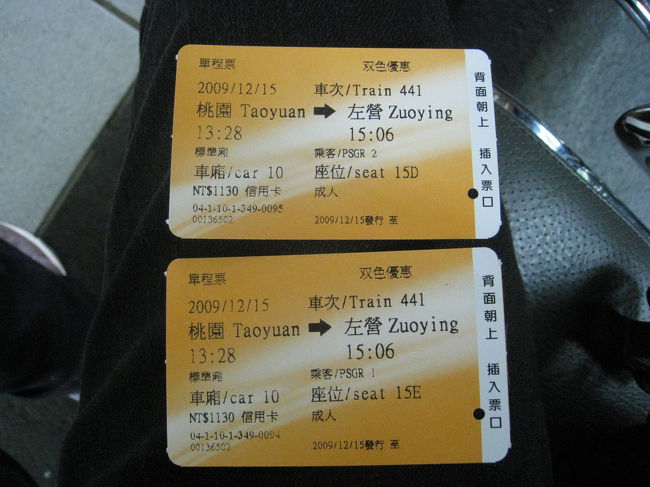 單程票 双色優惠
2009/12/15 車次/Train 441
桃園 Taoyuan ➡ 左營 Zuoying
13:28 15:06
標準廂 乘客/PSGR 2
車廂/car 10 座位/seat 15D
NT$1130 信用卡 成人
04-1-10-1-349-0095
00136502 2009/12/15發行 至
背面朝上 插入票口
單程票 双色優惠
2009/12/15 車次/Train 441
桃園 Taoyuan ➡ 左營 Zuoying
13:28 15:06
標準廂 乘客/PSGR 1
車廂/car 10 座位/seat 15E
NT$1130 信用卡 成人
04-1-10-1-349-0094
00136502 2009/12/15發行 至
背面朝上 插入票口